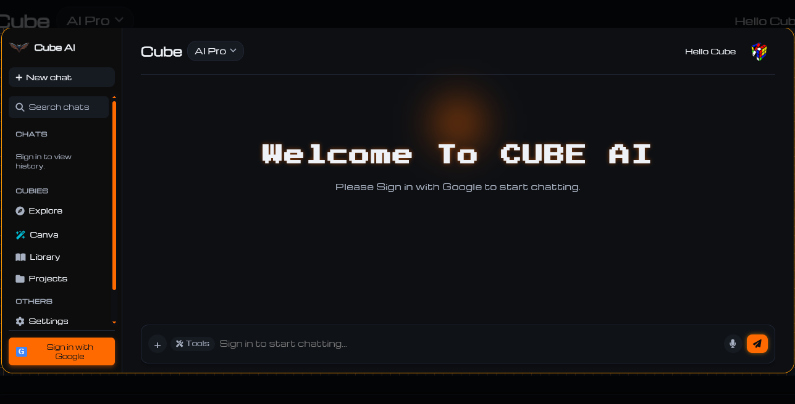 Cube AI Pro Hello Cub
Cube AI
New chat
Search chats
CHATS
Sign in to view
history.
CUBIES
Explore
Canva
Library
Projects
OTHERS
Settings
G Sign in with
Google
Cube AI Pro
Hello Cube
Welcome To CUBE AI
Please Sign in with Google to start chatting.
+ Tools Sign in to start chatting...